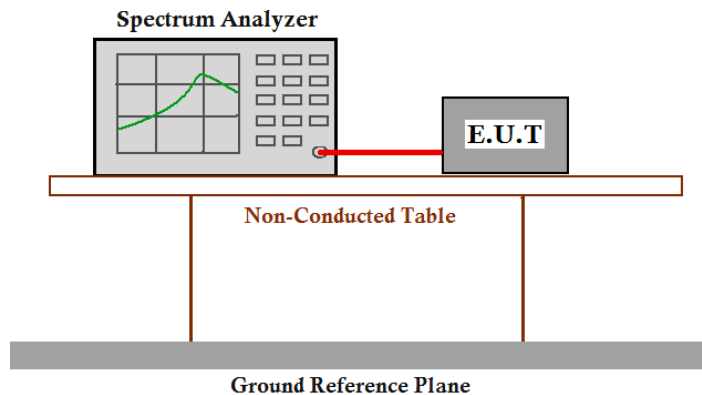 Spectrum Analyzer
E.U.T
Non-Conducted Table
Ground Reference Plane